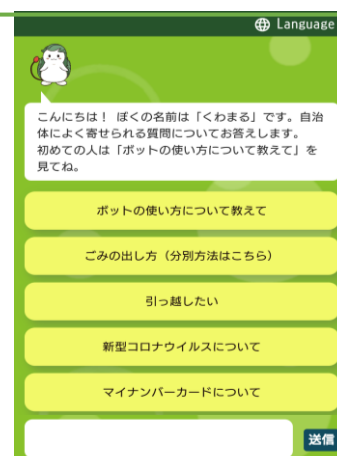 Language
こんにちは! ぼくの名前は「くわまる」です。自治
体によく寄せられる質問についてお答えします。
初めての人は「ボットの使い方について教えて」を
見てね。
ボットの使い方について教えて
ごみの出し方（分別方法はこちら）
引っ越したい
新型コロナウイルスについて
マイナンバーカードについて
送信